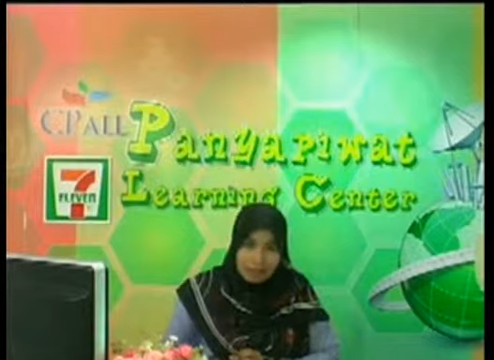 CPALL
Panyapiwat
Learning Center
7
ELEVEN